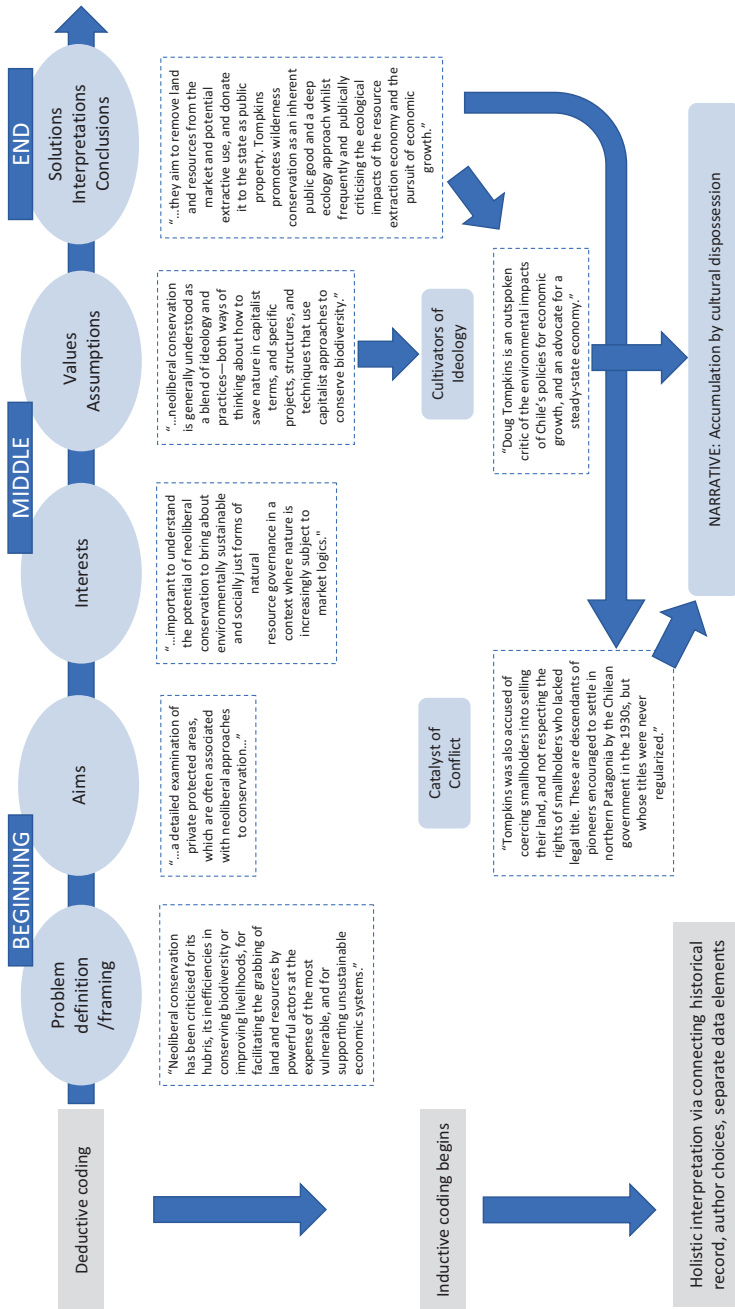 BEGINNING
MIDDLE
END
Deductive coding
Problem
definition
/framing
Aims
Interests
Values
Assumptions
Solutions
Interpretations
Conclusions
“Neoliberal conservation
has been criticised for its
hubris, its inefficiencies in
conserving biodiversity or
improving livelihoods, for
facilitating the grabbing of
land and resources by
powerful actors at the
expense of the most
vulnerable, and for
supporting unsustainable
economic systems.”
“…a detailed examination of
private protected areas,
which are often associated
with neoliberal approaches
to conservation…”
“…important to understand
the potential of neoliberal
conservation to bring about
environmentally sustainable
and socially just forms of
natural
resource governance in a
context where nature is
increasingly subject to
market logics."
“…neoliberal conservation
is generally understood as
a blend of ideology and
practices—both ways of
thinking about how to
save nature in capitalist
terms, and specific
projects, structures, and
techniques that use
capitalist approaches to
conserve biodiversity.”
“…they aim to remove land
and resources from the
market and potential
extractive use, and donate
it to the state as public
property. Tompkins
promotes wilderness
conservation as an inherent
public good and a deep
ecology approach whilst
frequently and publically
criticising the ecological
impacts of the resource
extraction economy and the
pursuit of economic
growth.”
Inductive coding begins
Catalyst of
Conflict
Cultivators of
Ideology
“Tompkins was also accused of
coercing smallholders into selling
their land, and not respecting the
rights of smallholders who lacked
legal title. These are descendants of
pioneers encouraged to settle in
northern Patagonia by the Chilean
government in the 1930s, but
whose titles were never
regularized.”
“Doug Tompkins is an outspoken
critic of the environmental impacts
of Chile’s policies for economic
growth, and an advocate for a
steady-state economy.”
Holistic interpretation via connecting historical
record, author choices, separate data elements
NARRATIVE: Accumulation by cultural dispossession